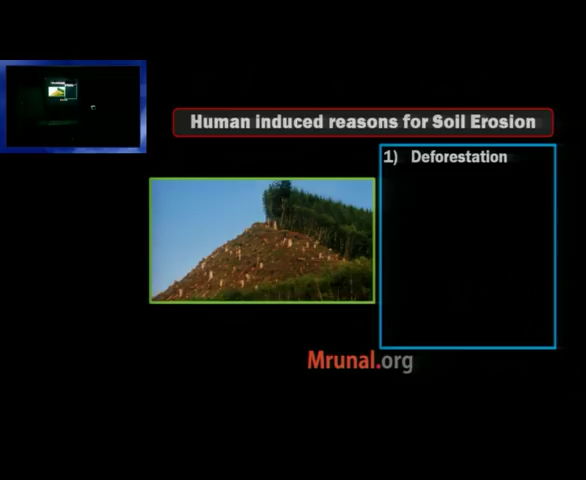 Human induced reasons for Soil Erosion
1) Deforestation
Mrunal.org